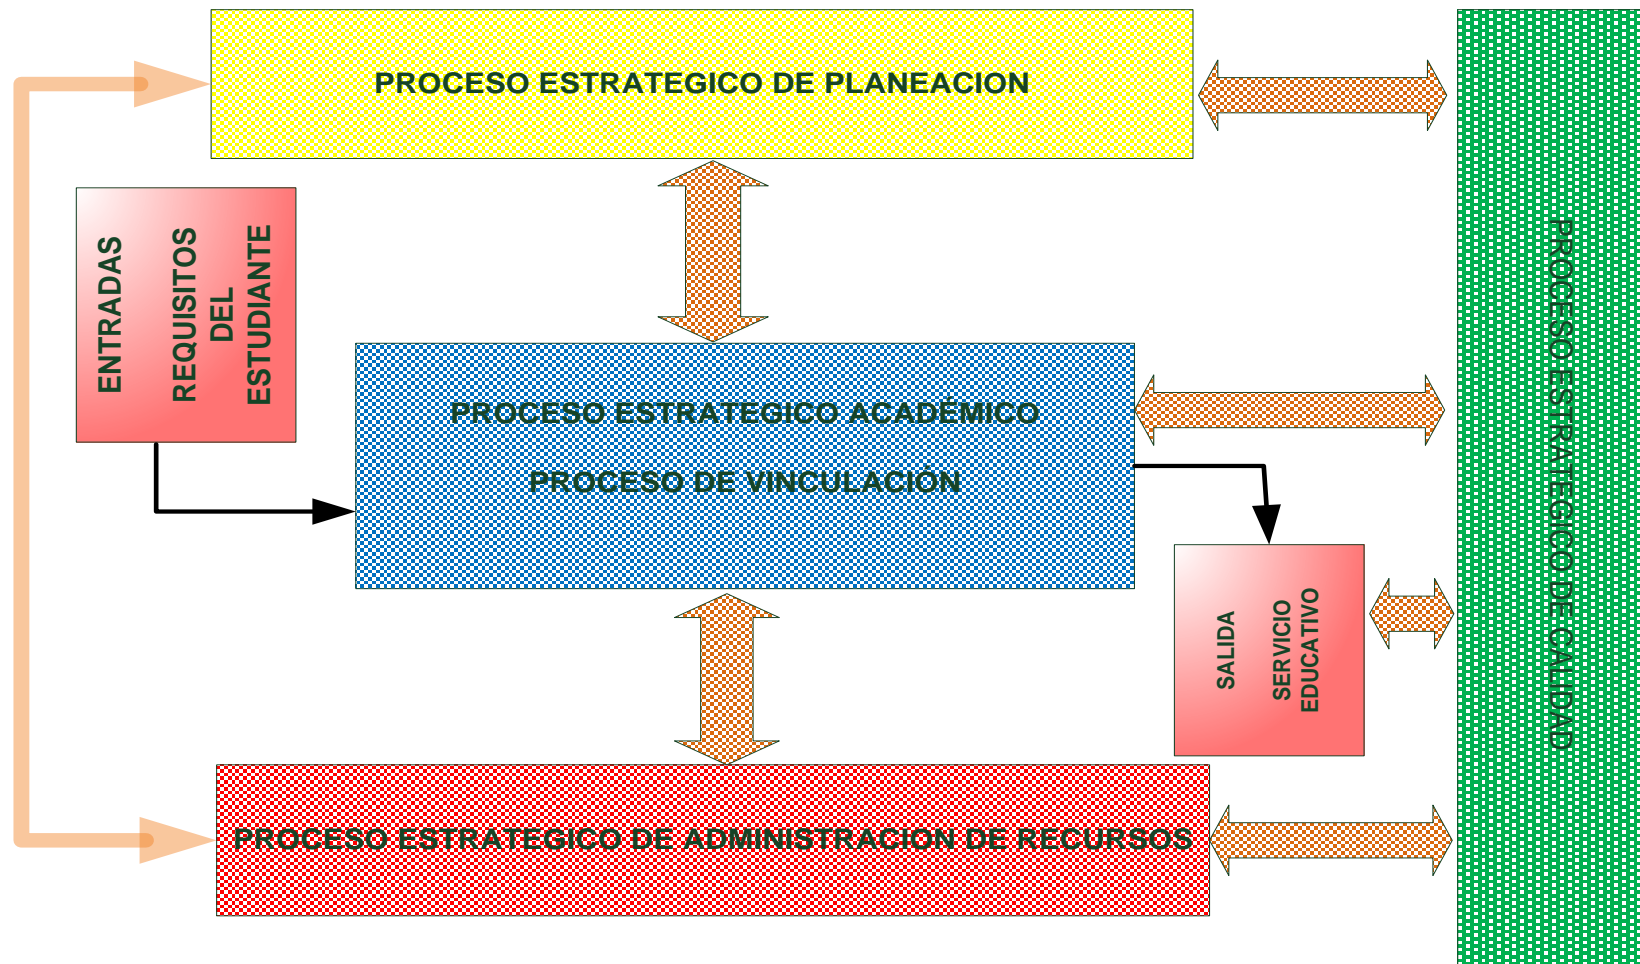 PROCESO ESTRATEGICO DE PLANEACION
ENTRADAS
REQUISITOS
DEL
ESTUDIANTE
PROCESO ESTRATEGICO ACADÉMICO
PROCESO DE VINCULACIÓN
SALIDA
SERVICIO
EDUCATIVO
PROCESO ESTRATEGICO DE ADMINISTRACION DE RECURSOS
PROCESO ESTRATEGICO DE CALIDAD